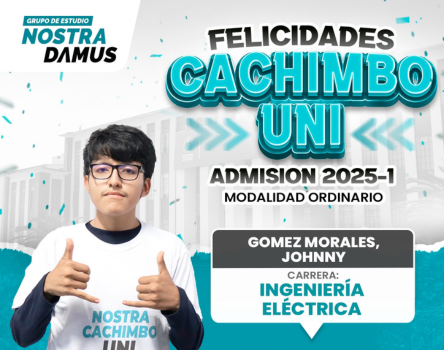 GRUPO DE ESTUDIO
NOSTRA
DAMUS
FELICIDADES
CACHIMBO
UNI
ADMISION 2025-1
MODALIDAD ORDINARIO
GOMEZ MORALES,
JOHNNY
CARRERA:
INGENIERÍA
ELÉCTRICA
NOSTRA
CACHIMBO
UNI